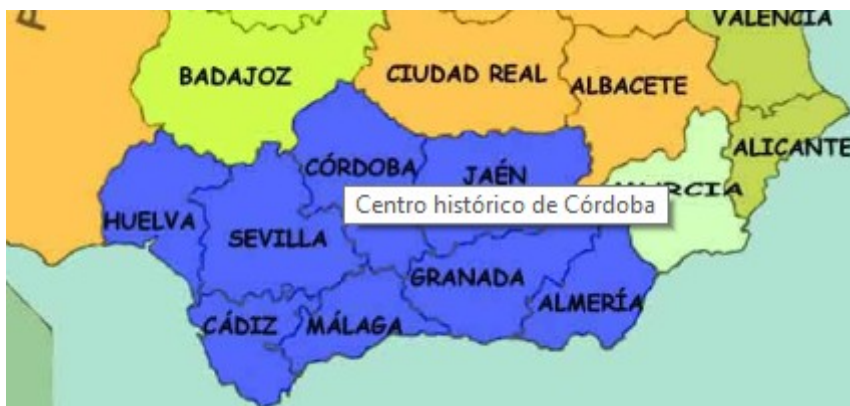 VALENCIA
BADAJOZ
CIUDAD REAL
ALBACETE
ALICANTE
CÓRDOBA
JAÉN
Centro histórico de Córdoba
HUELVA
SEVILLA
GRANADA
ALMERÍA
CÁDIZ
MÁLAGA